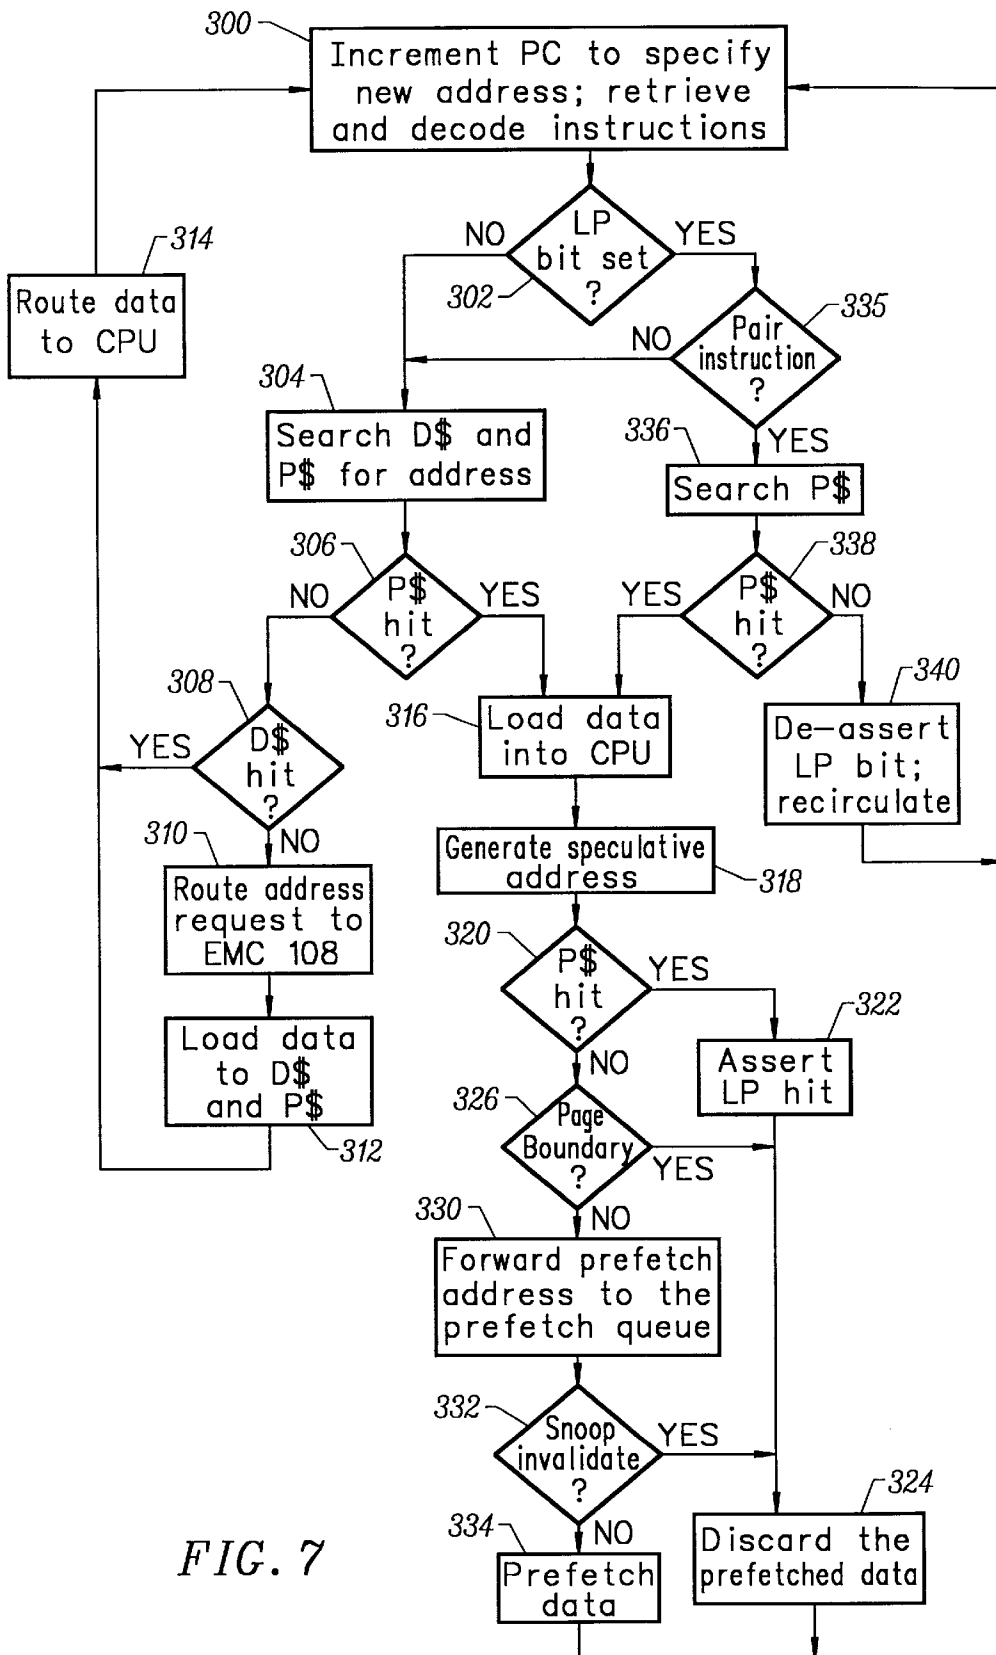 300
Increment PC to specify
new address; retrieve
and decode instructions
LP
bit set
?
302
NO
YES
314
Route data
to CPU
335
Pair
instruction
?
NO
YES
304
Search D$ and
P$ for address
336
Search P$
306
P$
hit
?
NO
YES
338
P$
hit
?
YES
NO
308
D$
hit
?
YES
NO
316
Load data
into CPU
340
De-assert
LP bit;
recirculate
310
Route address
request to
EMC 108
Generate speculative
address
318
320
P$
hit
?
YES
NO
322
Assert
LP hit
Load data
to D$
and P$
312
326
Page
Boundary
?
YES
NO
330
Forward prefetch
address to the
prefetch queue
332
Snoop
invalidate
?
YES
NO
324
Discard the
prefetched data
334
Prefetch
data
FIG. 7